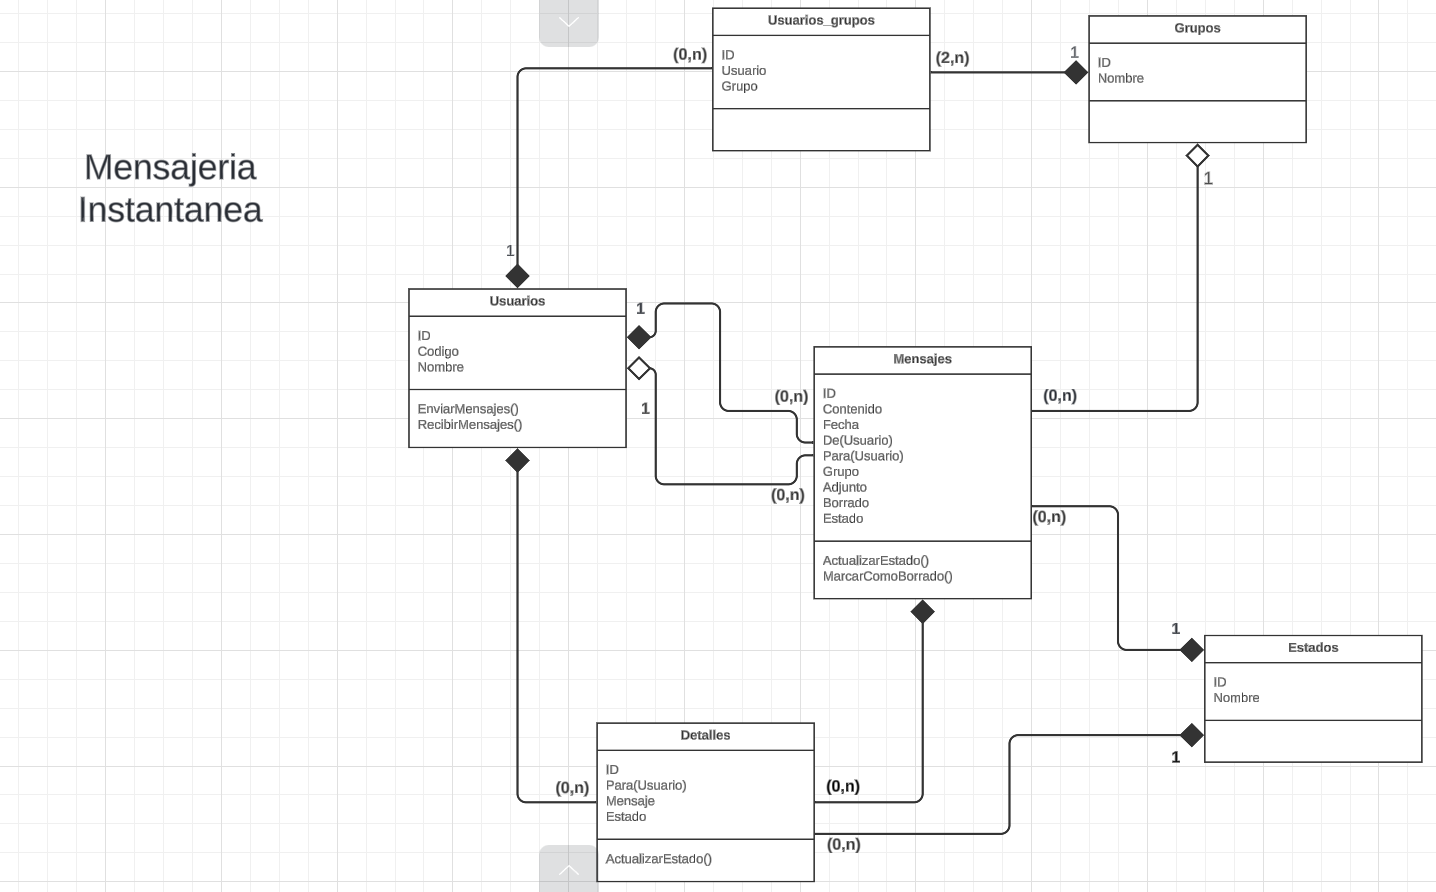 Mensajeria
Instantanea
Usuarios_grupos
ID
Usuario
Grupo
(0,n)
(2,n)
1
Grupos
ID
Nombre
1
1
Usuarios
ID
Codigo
Nombre
EnviarMensajes()
RecibirMensajes()
1
1
(0,n)
(0,n)
Mensajes
ID
Contenido
Fecha
De(Usuario)
Para(Usuario)
Grupo
Adjunto
Borrado
Estado
ActualizarEstado()
MarcarComoBorrado()
(0,n)
(0,n)
1
Estados
ID
Nombre
1
Detalles
ID
Para(Usuario)
Mensaje
Estado
ActualizarEstado()
(0,n)
(0,n)
(0,n)